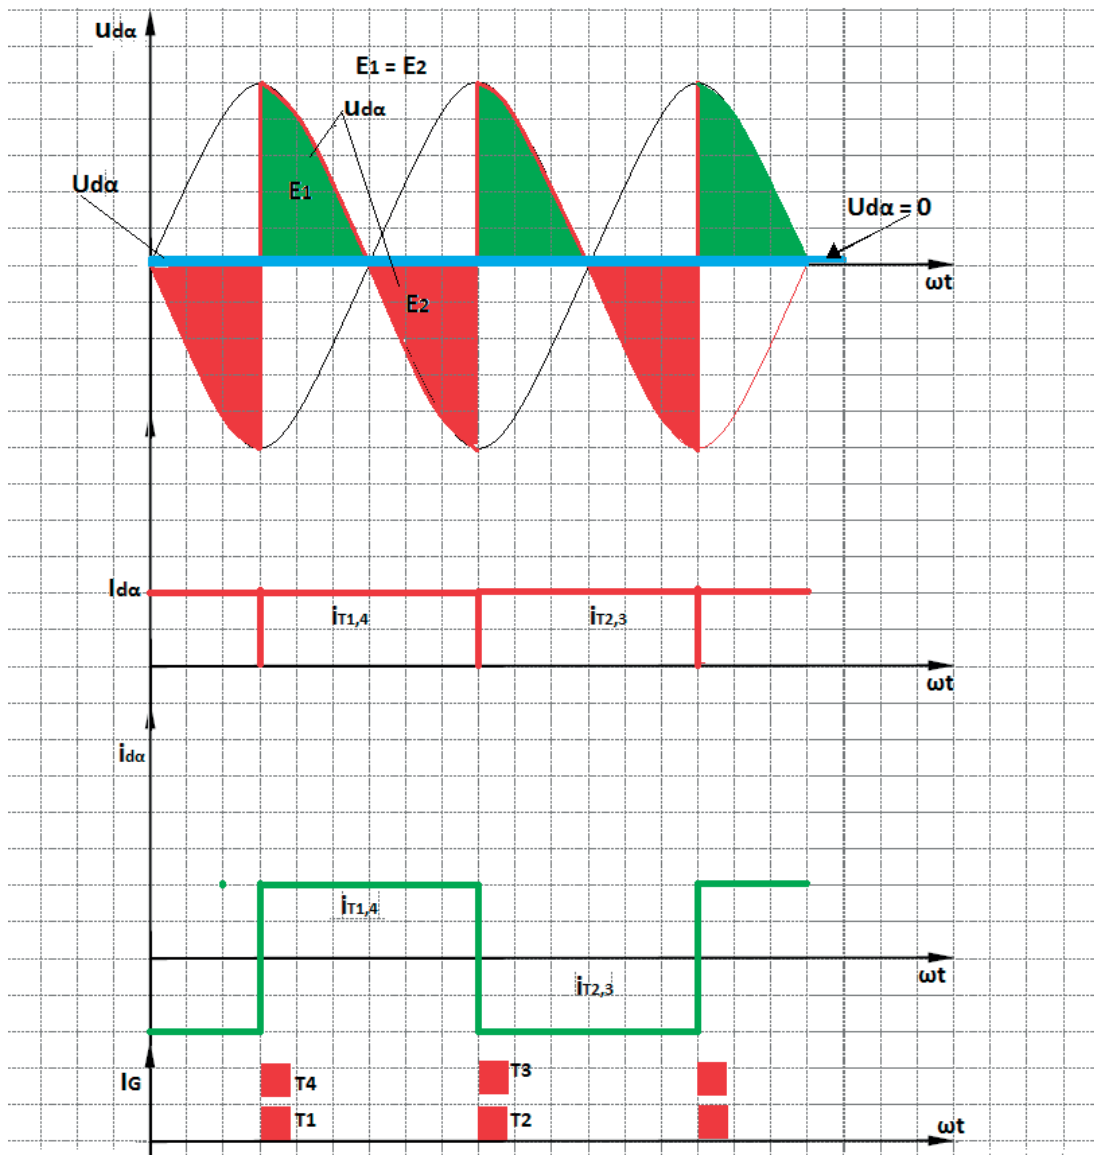 udα
E1 = E2
udα
Udα
E1
Udα = 0
ωt
E2
Idα
iT1,4
iT2,3
ωt
idα
iT1,4
ωt
iT2,3
IG
T4
T3
T1
T2
ωt